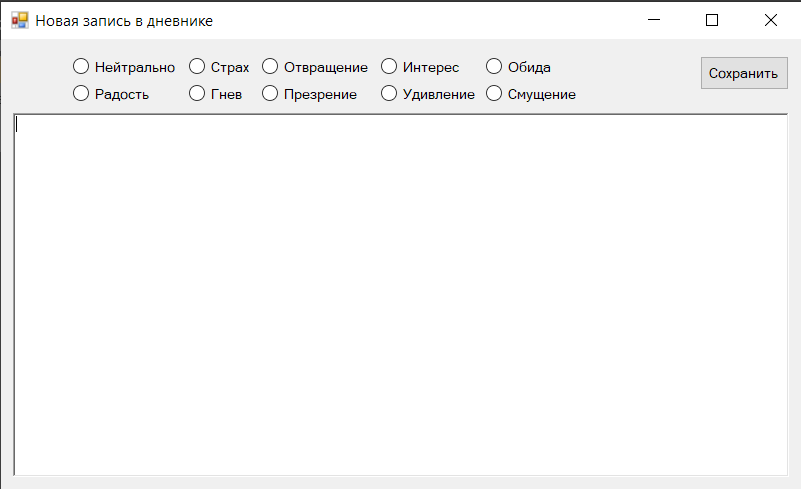 Новая запись в дневнике
Нейтрально Страх Отвращение Интерес Обида
Сохранить
Радость Гнев Презрение Удивление Смущение